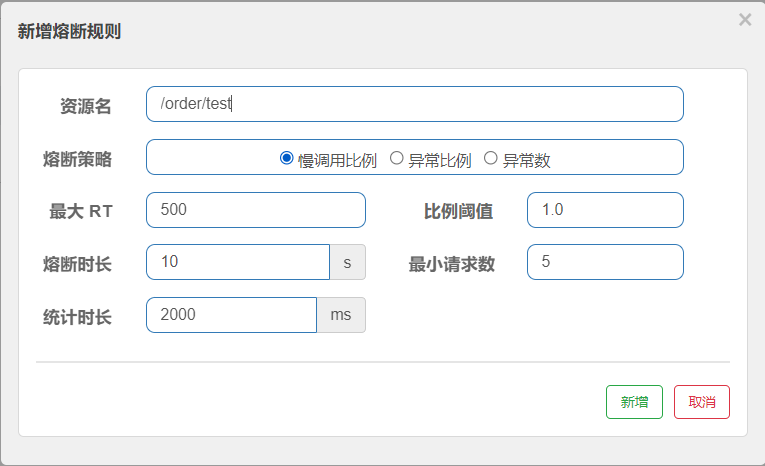 新增熔断规则
×
资源名 /order/test
熔断策略 慢调用比例 异常比例 异常数
最大 RT 500 比例阈值 1.0
熔断时长 10 s 最小请求数 5
统计时长 2000 ms
新增 取消